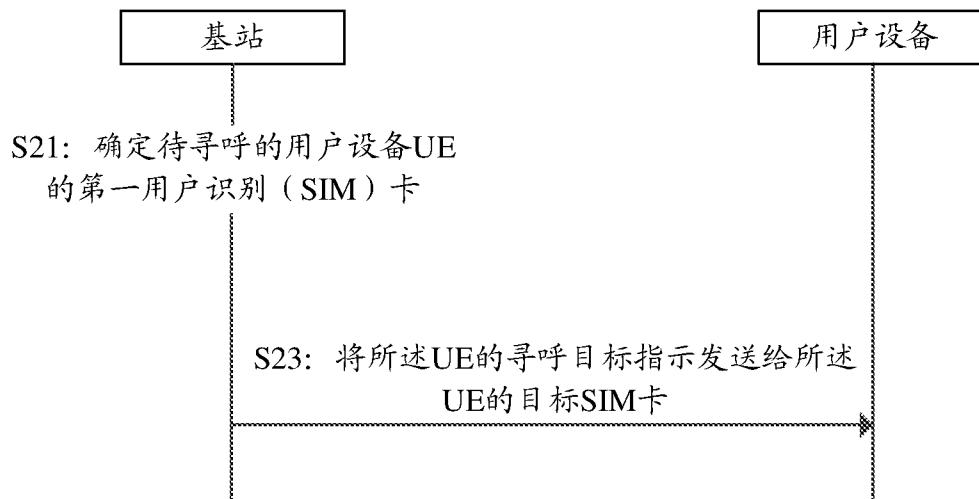 基站
用户设备
S21：确定待寻呼的用户设备UE
的第一用户识别（SIM）卡
S23：将所述UE的寻呼目标指示发送给所述
UE的目标SIM卡